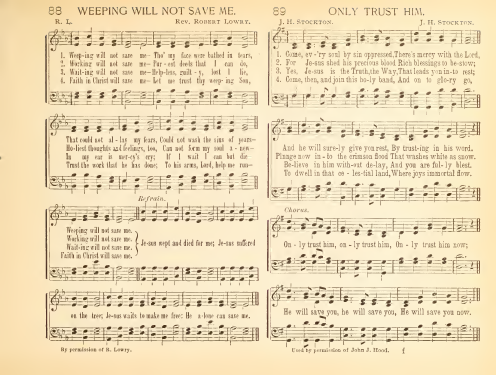 88 WEEPING WILL NOT SAVE ME.
R. L. Rev. Robert Lowry.
1. Weep-ing will not save me— Tho' my face were bathed in tears,
2. Working will not save me— Pur-est deeds that I can do,
3. Wait-ing will not save me—Help-less, guilt-y, lost I lie,
4. Faith in Christ will save me— Let me trust thy weep-ing Son,
That could not al-lay my fears, Could not wash the sins of years—
Ho-liest thoughts and feelings, too, Can not form my soul a-new—
In my ear is mer-cy's cry; If I wait I can but die—
Trust the work that he has done; To his arms, Lord, help me run—
Refrain.
Weeping will not save me.
Working will not save me.
Wait-ing will not save me.
Faith in Christ will save me.
Je-sus wept and died for me; Je-sus suffered
on the tree; Je-sus waits to make me free: He a-lone can save me.
By permission of R. Lowry.
89 ONLY TRUST HIM.
J. H. Stockton. J. H. Stockton.
1. Come, ev-'ry soul by sin oppressed, There's mercy with the Lord,
2. For Je-sus shed his precious blood Rich blessings to be-stow;
3. Yes, Je-sus is the Truth, the Way, That leads you in-to rest;
4. Come, then, and join this ho-ly band, And on to glo-ry go,
And he will sure-ly give you rest, By trust-ing in his word.
Plunge now in-to the crimson flood That washes white as snow.
Be-lieve in him with-out de-lay, And you are ful-ly blest.
To dwell in that ce-les-tial land, Where joys immortal flow.
Chorus.
On-ly trust him, on-ly trust him, On-ly trust him now;
He will save you, he will save you, He will save you now.
Used by permission of John J. Hood. f